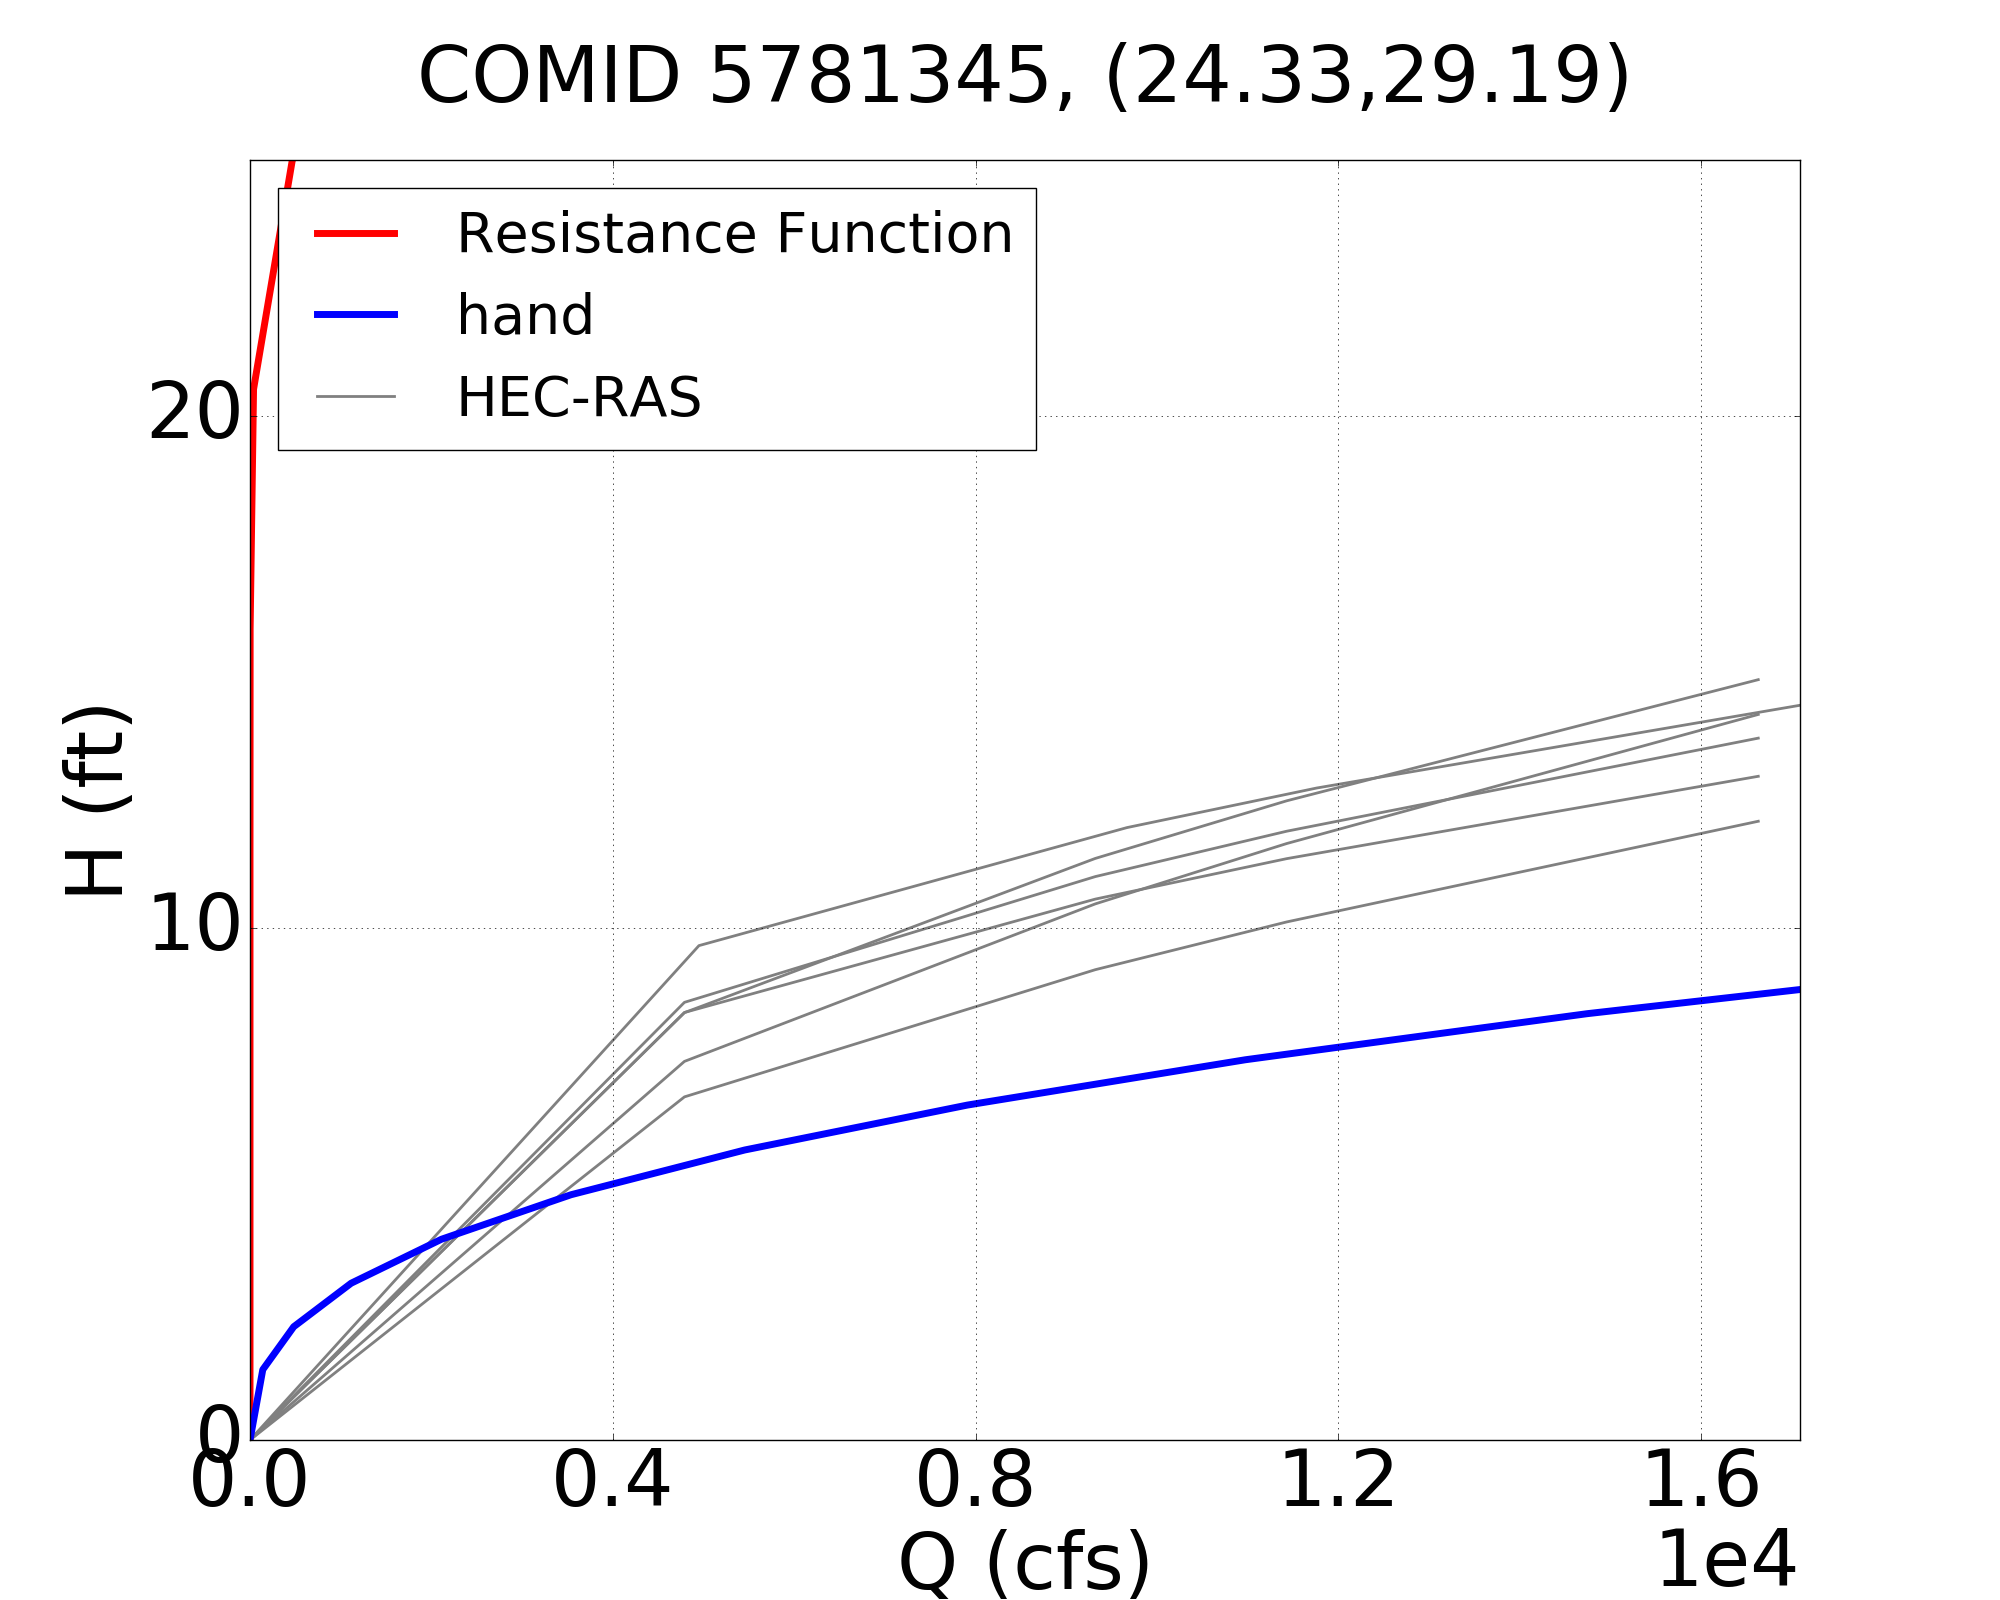 COMID 5781345, (24.33,29.19)
Resistance Function
hand
HEC-RAS
20
10
0
H (ft)
0.0 0.4 0.8 1.2 1.6
1e4
Q (cfs)